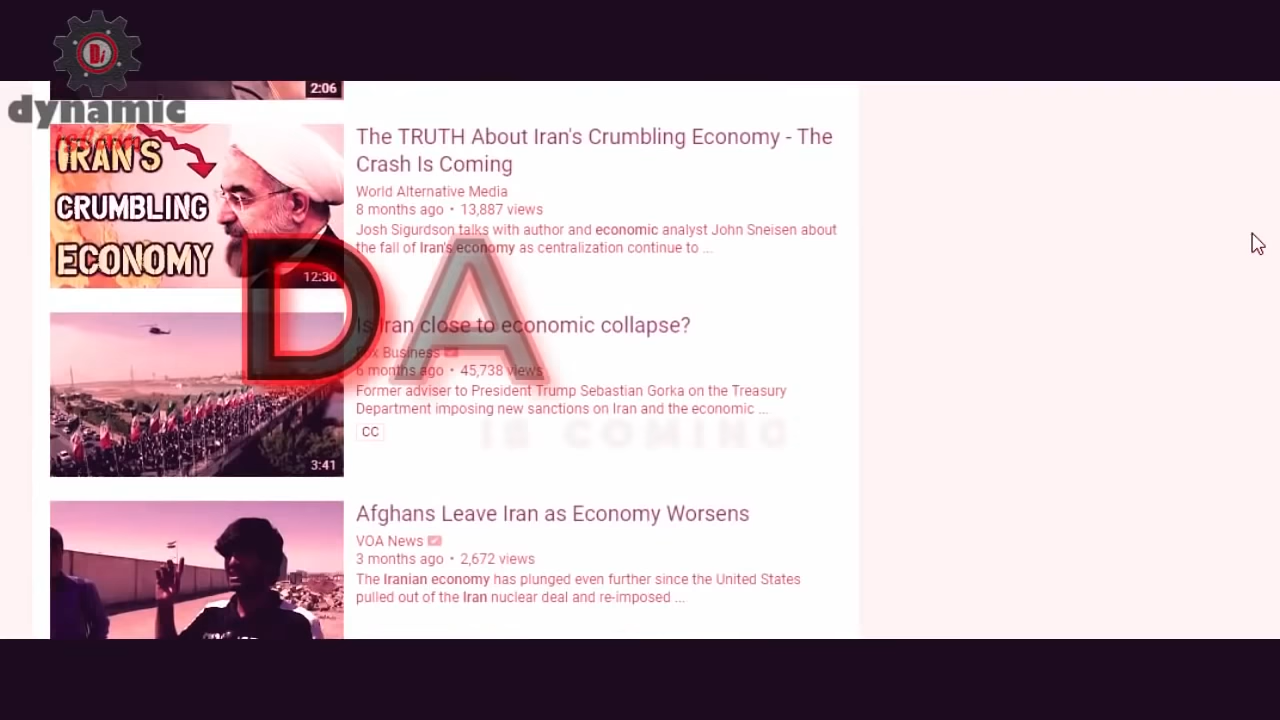 Di
dynamic
islam
2:06
IRAN'S
CRUMBLING
ECONOMY
12:30
The TRUTH About Iran's Crumbling Economy - The
Crash Is Coming
World Alternative Media
8 months ago • 13,887 views
Josh Sigurdson talks with author and economic analyst John Sneisen about
the fall of Iran's economy as centralization continue to ...
DA
3:41
Is Iran close to economic collapse?
Fox Business
6 months ago • 45,738 views
Former adviser to President Trump Sebastian Gorka on the Treasury
Department imposing new sanctions on Iran and the economic ...
CC
IS COMING
Afghans Leave Iran as Economy Worsens
VOA News
3 months ago • 2,672 views
The Iranian economy has plunged even further since the United States
pulled out of the Iran nuclear deal and re-imposed ...